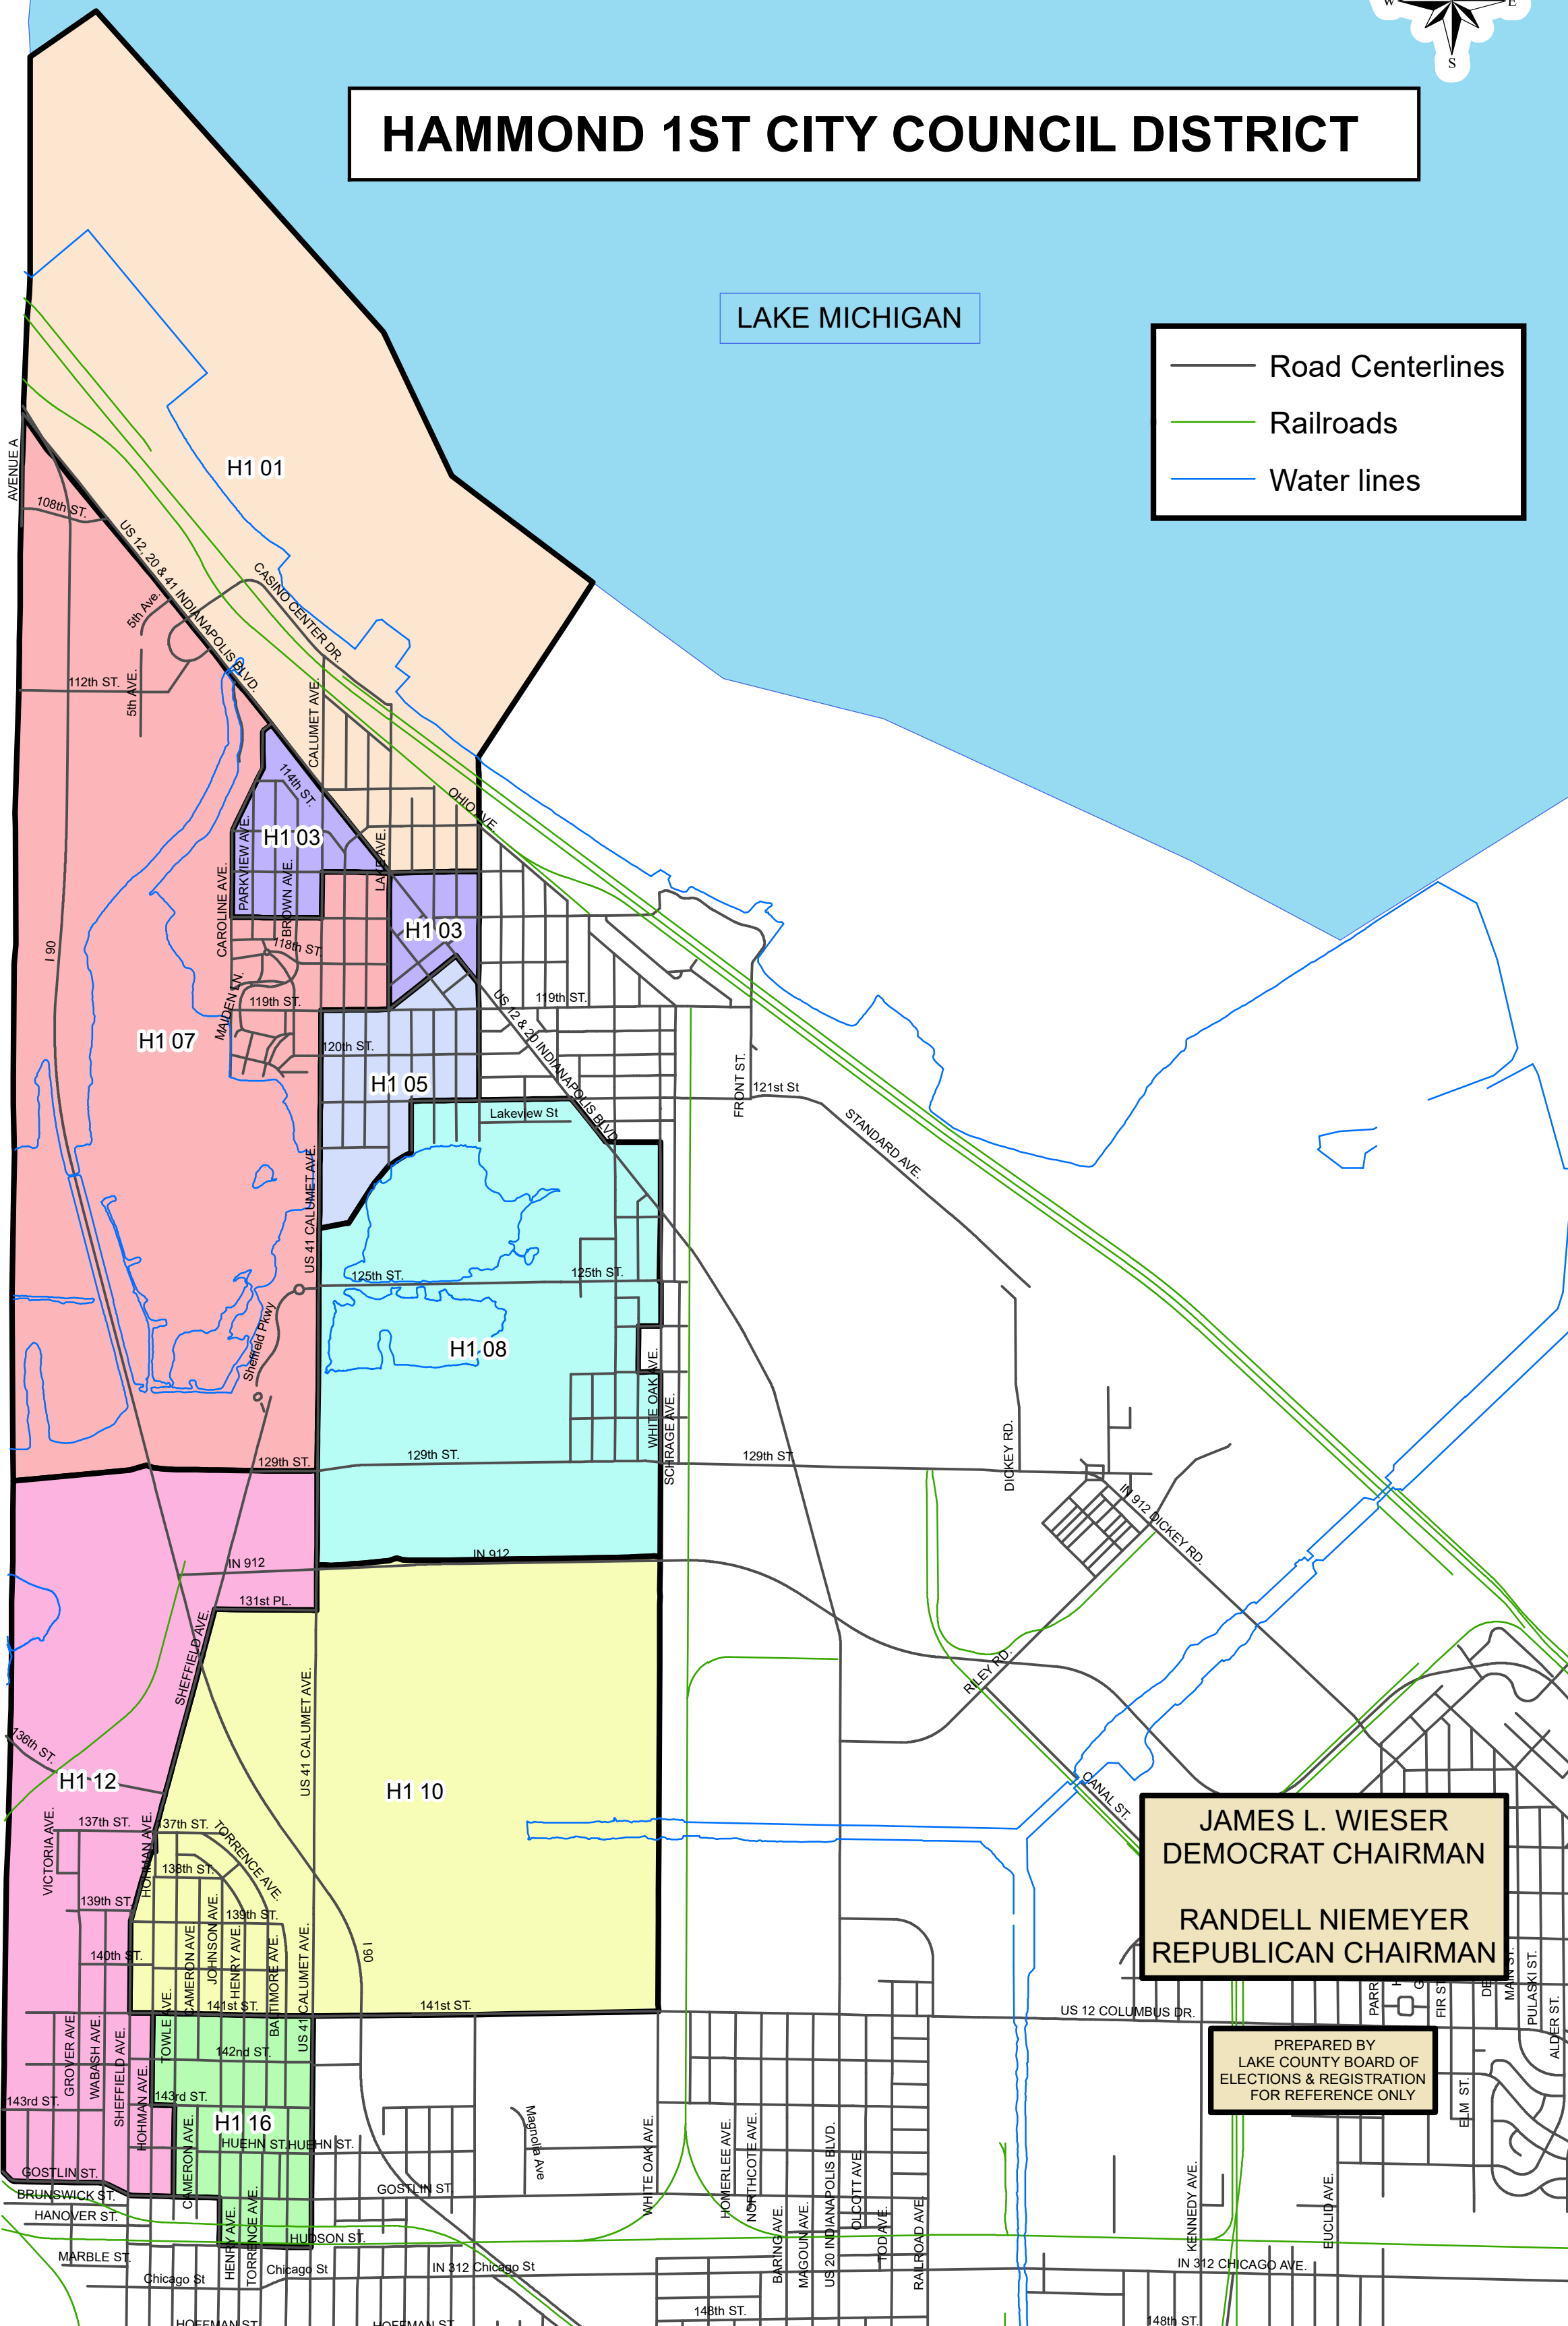 W
E
S
HAMMOND 1ST CITY COUNCIL DISTRICT
LAKE MICHIGAN
Road Centerlines
Railroads
Water lines
AVENUE A
H1 01
108th ST.
US 12, 20 & 41 INDIANAPOLIS BLVD.
CASINO CENTER DR.
5th Ave.
112th ST.
5th AVE.
CALUMET AVE.
114th ST.
OHIO AVE.
H1 03
LAKE AVE.
PARKVIEW AVE.
BROWN AVE.
CAROLINE AVE.
H1 03
118th ST.
I 90
MAIDEN LN.
119th ST.
119th ST.
US 12 & 20 INDIANAPOLIS BLVD.
H1 07
120th ST.
H1 05
FRONT ST.
121st St
Lakeview St
STANDARD AVE.
US 41 CALUMET AVE.
125th ST.
125th ST.
Sheffield Pkwy
H1 08
WHITE OAK AVE.
SCHRAGE AVE.
129th ST.
129th ST.
129th ST.
DICKEY RD.
IN 912 DICKEY RD.
IN 912
IN 912
131st PL.
SHEFFIELD AVE.
RILEY RD.
US 41 CALUMET AVE.
136th ST.
H1 12
H1 10
CANAL ST.
JAMES L. WIESER
DEMOCRAT CHAIRMAN
RANDELL NIEMEYER
REPUBLICAN CHAIRMAN
137th ST.
137th ST.
TORRENCE AVE.
VICTORIA AVE.
HOHMAN AVE.
138th ST.
139th ST.
139th ST.
JOHNSON AVE.
HENRY AVE.
CAMERON AVE.
BALTIMORE AVE.
US 41 CALUMET AVE.
I 90
140th ST.
141st ST.
141st ST.
US 12 COLUMBUS DR.
PARR
FIR ST
MAIN ST.
PULASKI ST.
ALDER ST.
TOWLE AVE.
GROVER AVE
WABASH AVE.
SHEFFIELD AVE.
HOHMAN AVE.
142nd ST.
143rd ST.
143rd ST.
H1 16
PREPARED BY
LAKE COUNTY BOARD OF
ELECTIONS & REGISTRATION
FOR REFERENCE ONLY
ELM ST.
CAMERON AVE.
HUEHN ST.
HUEHN ST.
Magnolia Ave
WHITE OAK AVE.
HOMERLEE AVE.
NORTHCOTE AVE.
US 20 INDIANAPOLIS BLVD.
OLCOTT AVE.
GOSTLIN ST.
GOSTLIN ST.
BRUNSWICK ST.
HANOVER ST.
HENRY AVE.
TORRENCE AVE.
HUDSON ST.
BARING AVE.
MAGOUN AVE.
TOD AVE.
RAILROAD AVE.
KENNEDY AVE.
EUCLID AVE.
MARBLE ST.
Chicago St
Chicago St
IN 312 Chicago St
IN 312 CHICAGO AVE.
148th ST.
148th ST.
HOFFMAN ST.
HOFFMAN ST.